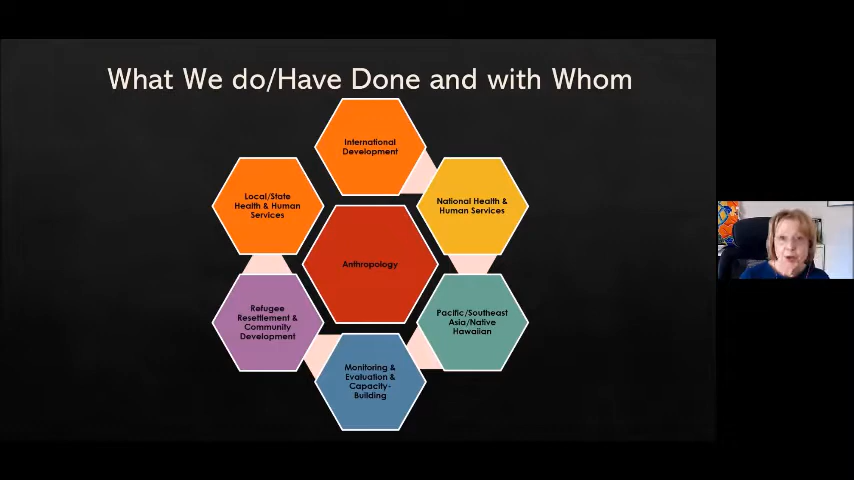 What We do/Have Done and with Whom
International
Development
Local/State
Health & Human
Services
National Health &
Human Services
Anthropology
Refugee
Resettlement &
Community
Development
Pacific/Southeast
Asia/Native
Hawaiian
Monitoring &
Evaluation &
Capacity-
Building